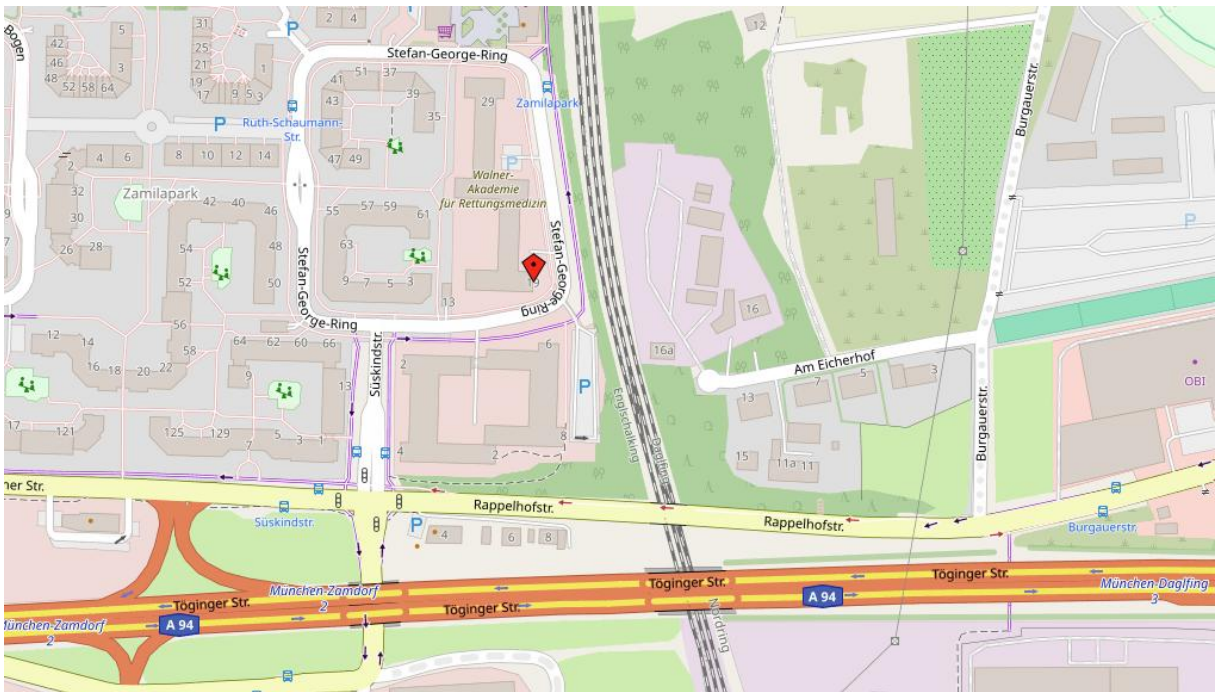 Bogen
31
5
2
4
P
42
46
48
52
58
64
3
25
21
19
17
9
5
3
1
Stefan-George-Ring
41
51
37
39
43
35
29
P
Ruth-Schaumann-
Str.
Zamilapark
P
12
Burgauerstr.
2
4
6
8
10
12
14
47
49
Zamilapark
Walner-
Akademie
für Rettungsmedizin
32
30
26
28
42
40
46
54
48
52
50
55
57
59
61
63
9
7
5
3
13
Stefan-George-Ring
Stefan-George-Ring
19
Stefan-George-Ring
Stefan-George-Ring
P
16
16a
Am Eicherhof
12
14
16
18
20
22
56
58
64
62
60
66
9
13
Süskindstr.
2
6
P
13
7
5
3
OBI
Burgauerstr.
17
121
125
129
7
5
3
1
4
2
8
Englschalking
Daglfing
15
11a
11
ner Str.
Süskindstr.
Rappelhofstr.
Rappelhofstr.
Burgauerstr.
P
4
6
8
München-Zamdorf
2
Töginger Str.
Töginger Str.
Töginger Str.
Töginger Str.
A 94
A 94
München-Daglfing
3
München-Zamdorf
2
Nordring